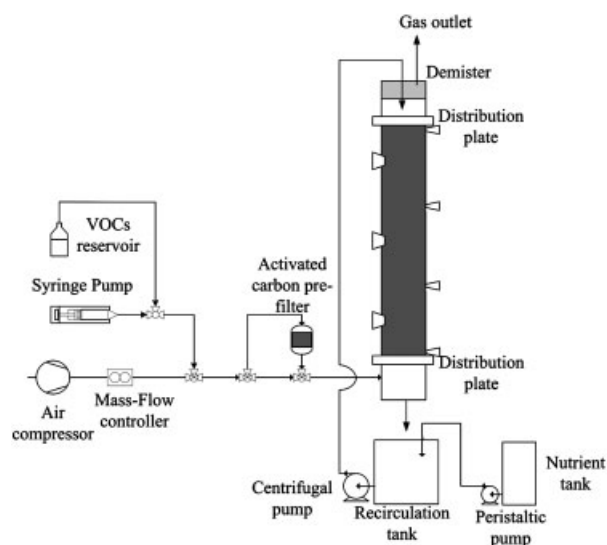 Gas outlet
Demister
Distribution
plate
VOCs
reservoir
Syringe Pump
Activated
carbon pre-
filter
Air
compressor
Mass-Flow
controller
Distribution
plate
Centrifugal
pump
Recirculation
tank
Peristaltic
pump
Nutrient
tank